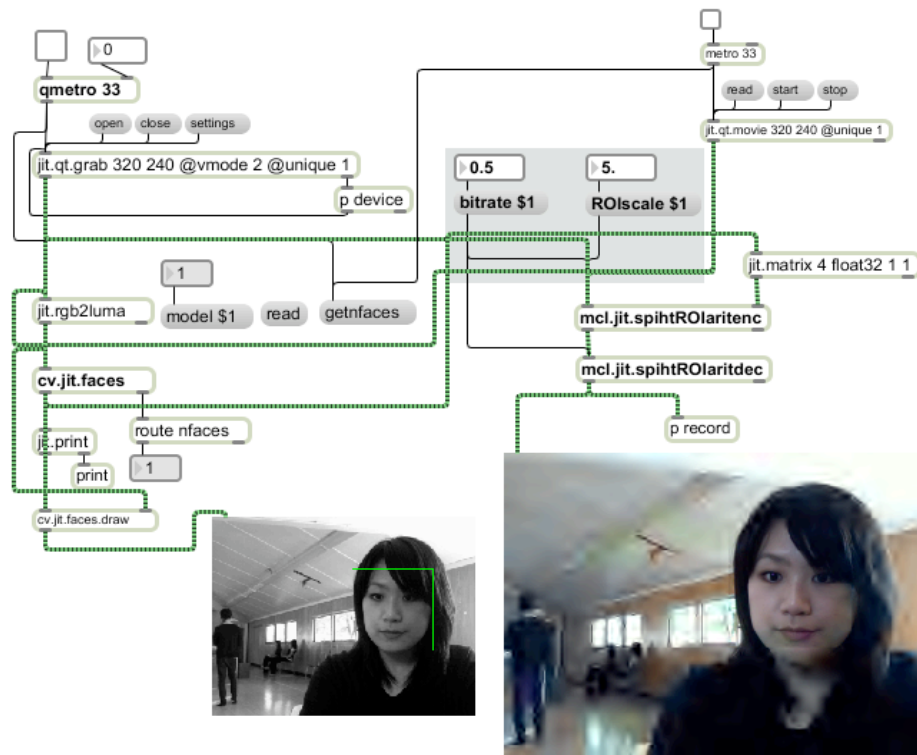 0
qmetro 33
open
close
settings
jit.qt.grab 320 240 @vmode 2 @unique 1
p device
metro 33
read
start
stop
jit.qt.movie 320 240 @unique 1
0.5
5.
bitrate $1
ROIscale $1
jit.matrix 4 float32 1 1
1
jit.rgb2luma
model $1
read
getnfaces
mcl.jit.spihtROIaritenc
mcl.jit.spihtROIaritdec
cv.jit.faces
route nfaces
p record
jit.print
1
print
cv.jit.faces.draw